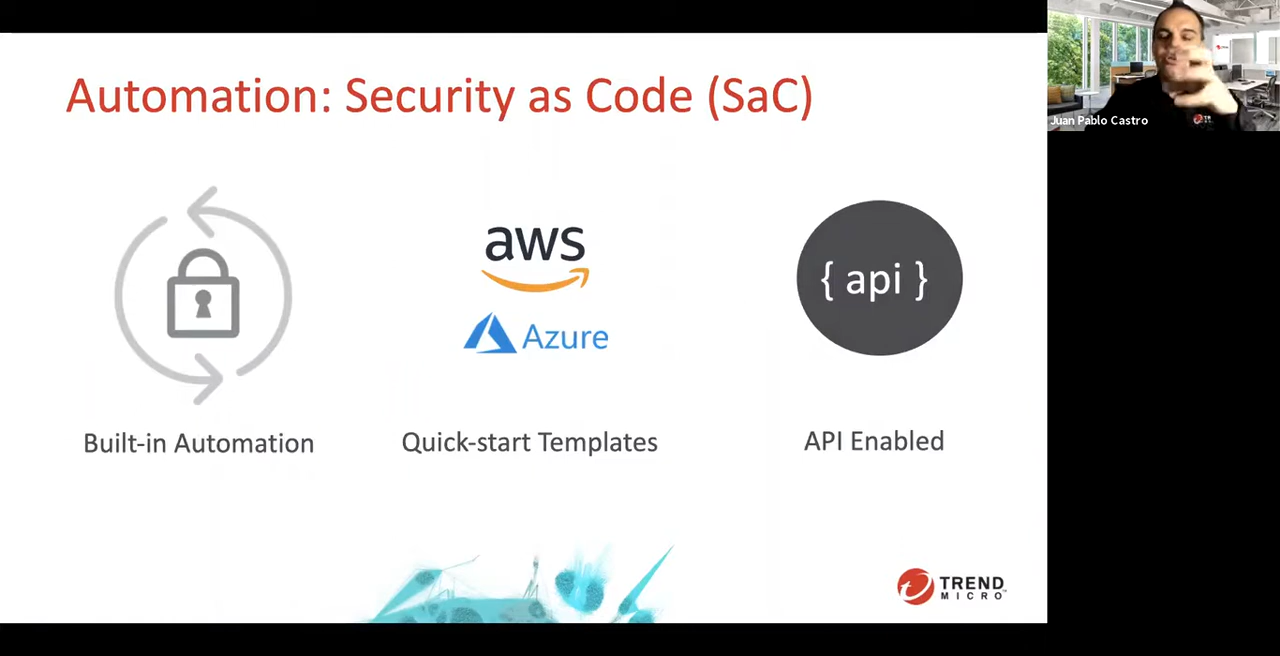 Automation: Security as Code (SaC)
aws
Azure
{ api }
Built-in Automation
Quick-start Templates
API Enabled
TREND
MICRO™
Juan Pablo Castro